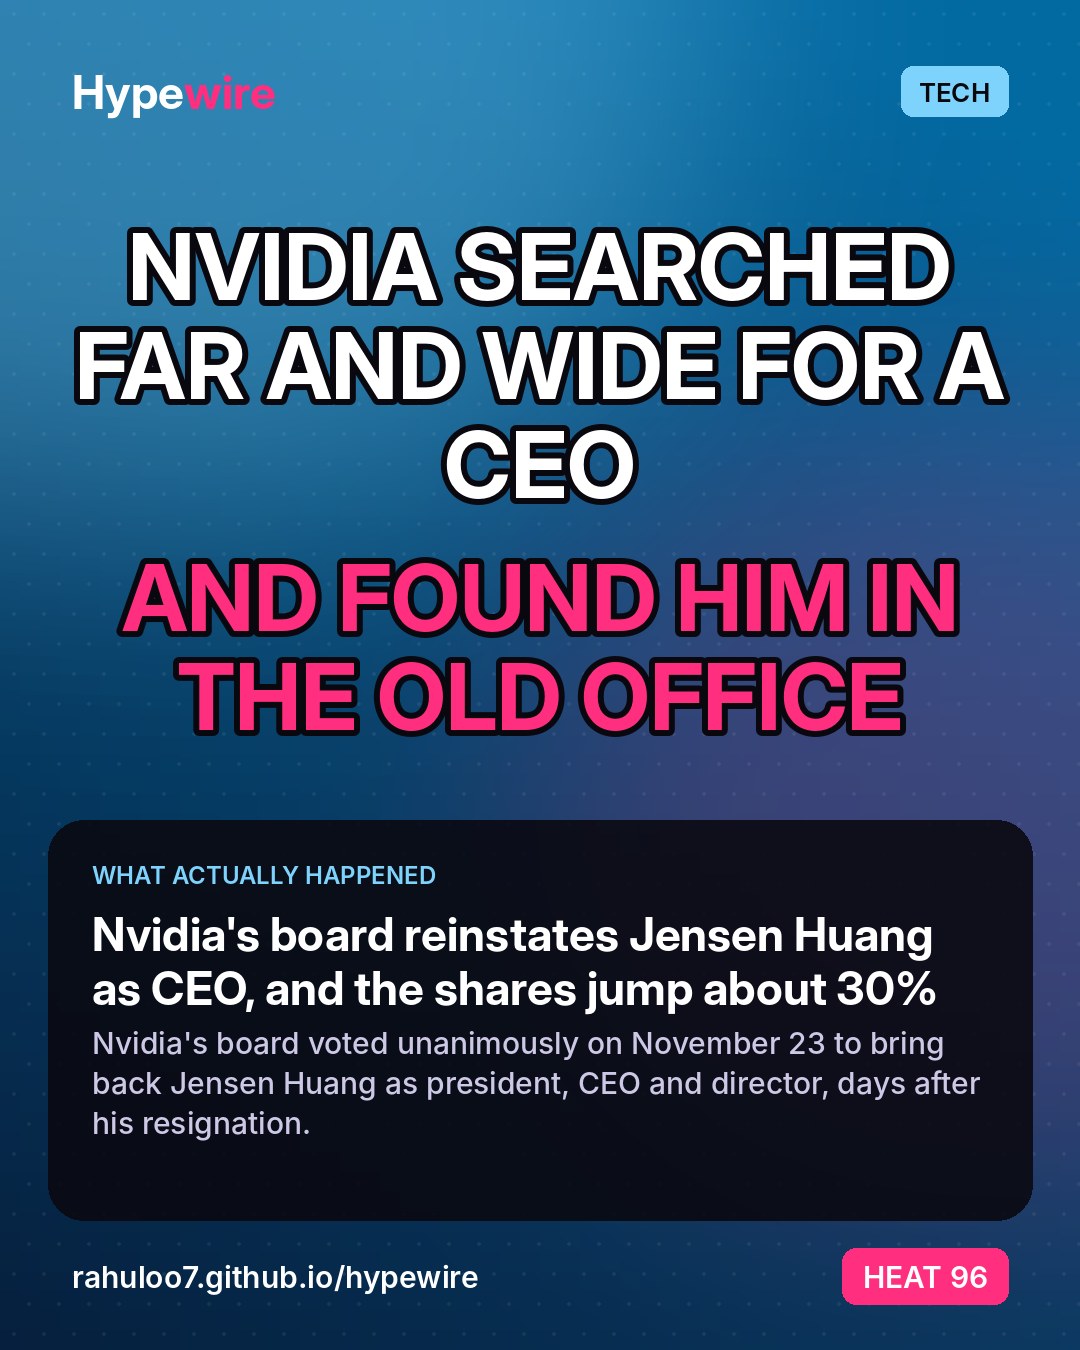 Hypewire
TECH
NVIDIA SEARCHED
FAR AND WIDE FOR A
CEO
AND FOUND HIM IN
THE OLD OFFICE
WHAT ACTUALLY HAPPENED
Nvidia's board reinstates Jensen Huang
as CEO, and the shares jump about 30%
Nvidia's board voted unanimously on November 23 to bring
back Jensen Huang as president, CEO and director, days after
his resignation.
rahuloo7.github.io/hypewire
HEAT 96